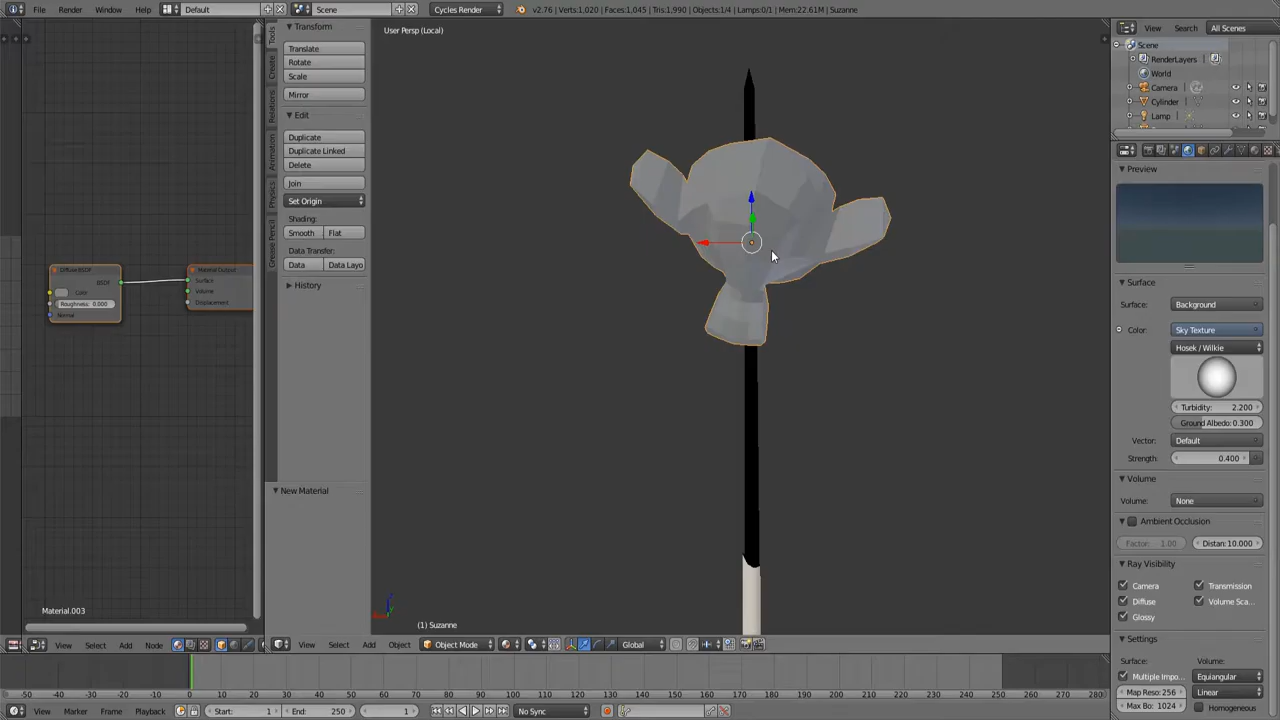 File Render Window Help Default Scene Cycles Render v2.76 | Verts:1,020 | Faces:1,045 | Tris:1,990 | Objects:1/4 | Lamps:0/1 | Mem:22.61M | Suzanne
User Persp (Local)
Tools
Create
Relations
Animation
Physics
Grease Pencil
Transform
Translate
Rotate
Scale
Mirror
Edit
Duplicate
Duplicate Linked
Delete
Join
Set Origin
Shading:
Smooth Flat
Data Transfer:
Data Data Layo
History
New Material
Diffuse BSDF
BSDF
Color
Roughness: 0.000
Normal
Material Output
Surface
Volume
Displacement
Material.003
(1) Suzanne
View Select Add Node
View Select Add Object Object Mode Global
View Search All Scenes
Scene
RenderLayers
World
Camera
Cylinder
Lamp
Preview
Surface
Surface: Background
Color: Sky Texture
Hosek / Wilkie
Turbidity: 2.200
Ground Albedo: 0.300
Vector: Default
Strength: 0.400
Volume
Volume: None
Ambient Occlusion
Factor: 1.00 Distan: 10.000
Ray Visibility
Camera Transmission
Diffuse Volume Sca...
Glossy
Settings
Surface: Volume:
Multiple Impo... Equiangular
Map Reso: 256 Linear
Max Bo: 1024 Homogeneous
-50 -40 -30 -20 -10 0 10 20 30 40 50 60 70 80 90 100 110 120 130 140 150 160 170 180 190 200 210 220 230 240 250 260 270 280
View Marker Frame Playback Start: 1 End: 250 1 No Sync